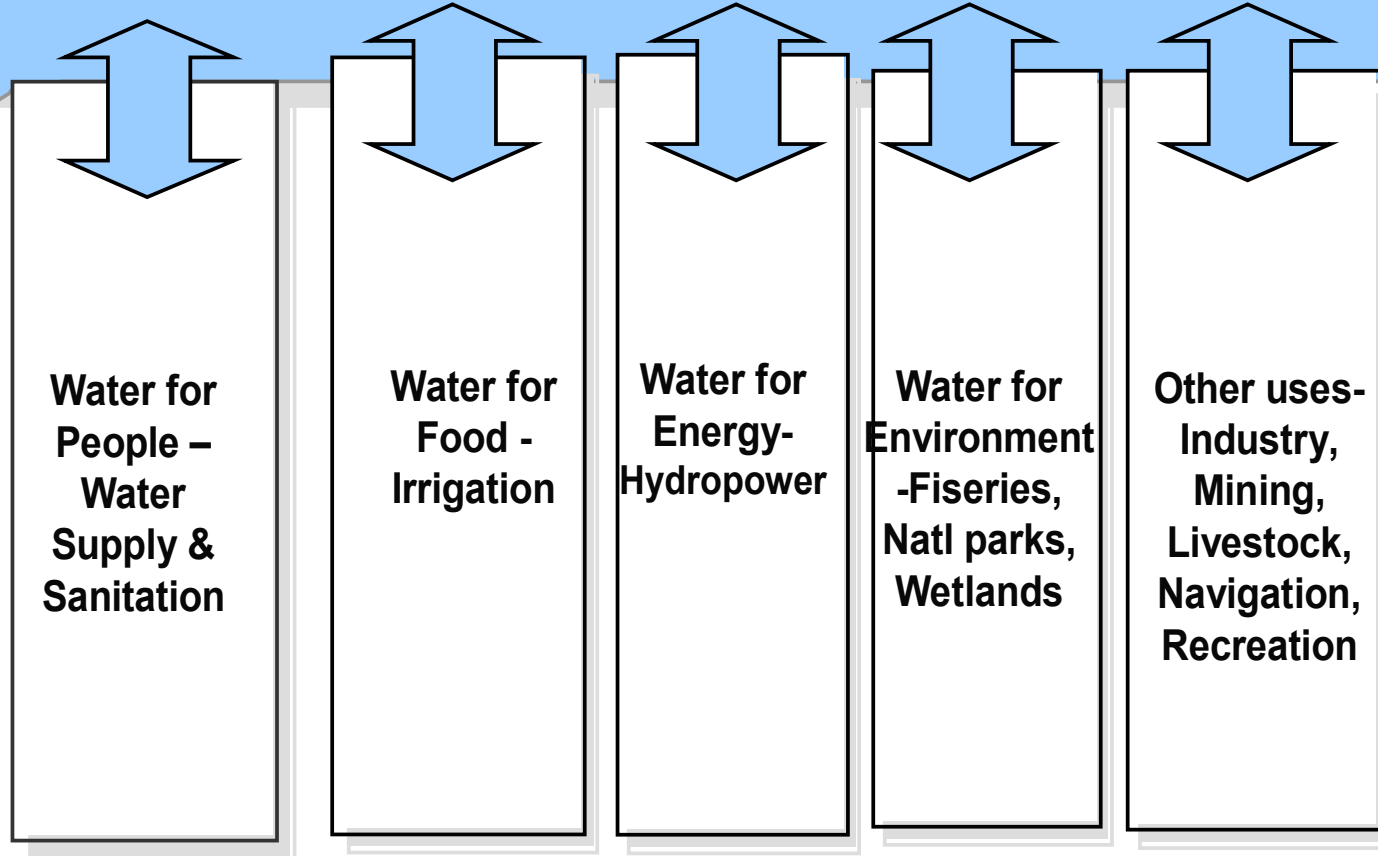 Water for
People –
Water
Supply &
Sanitation
Water for
Food -
Irrigation
Water for
Energy-
Hydropower
Water for
Environment
-Fiseries,
Natl parks,
Wetlands
Other uses-
Industry,
Mining,
Livestock,
Navigation,
Recreation